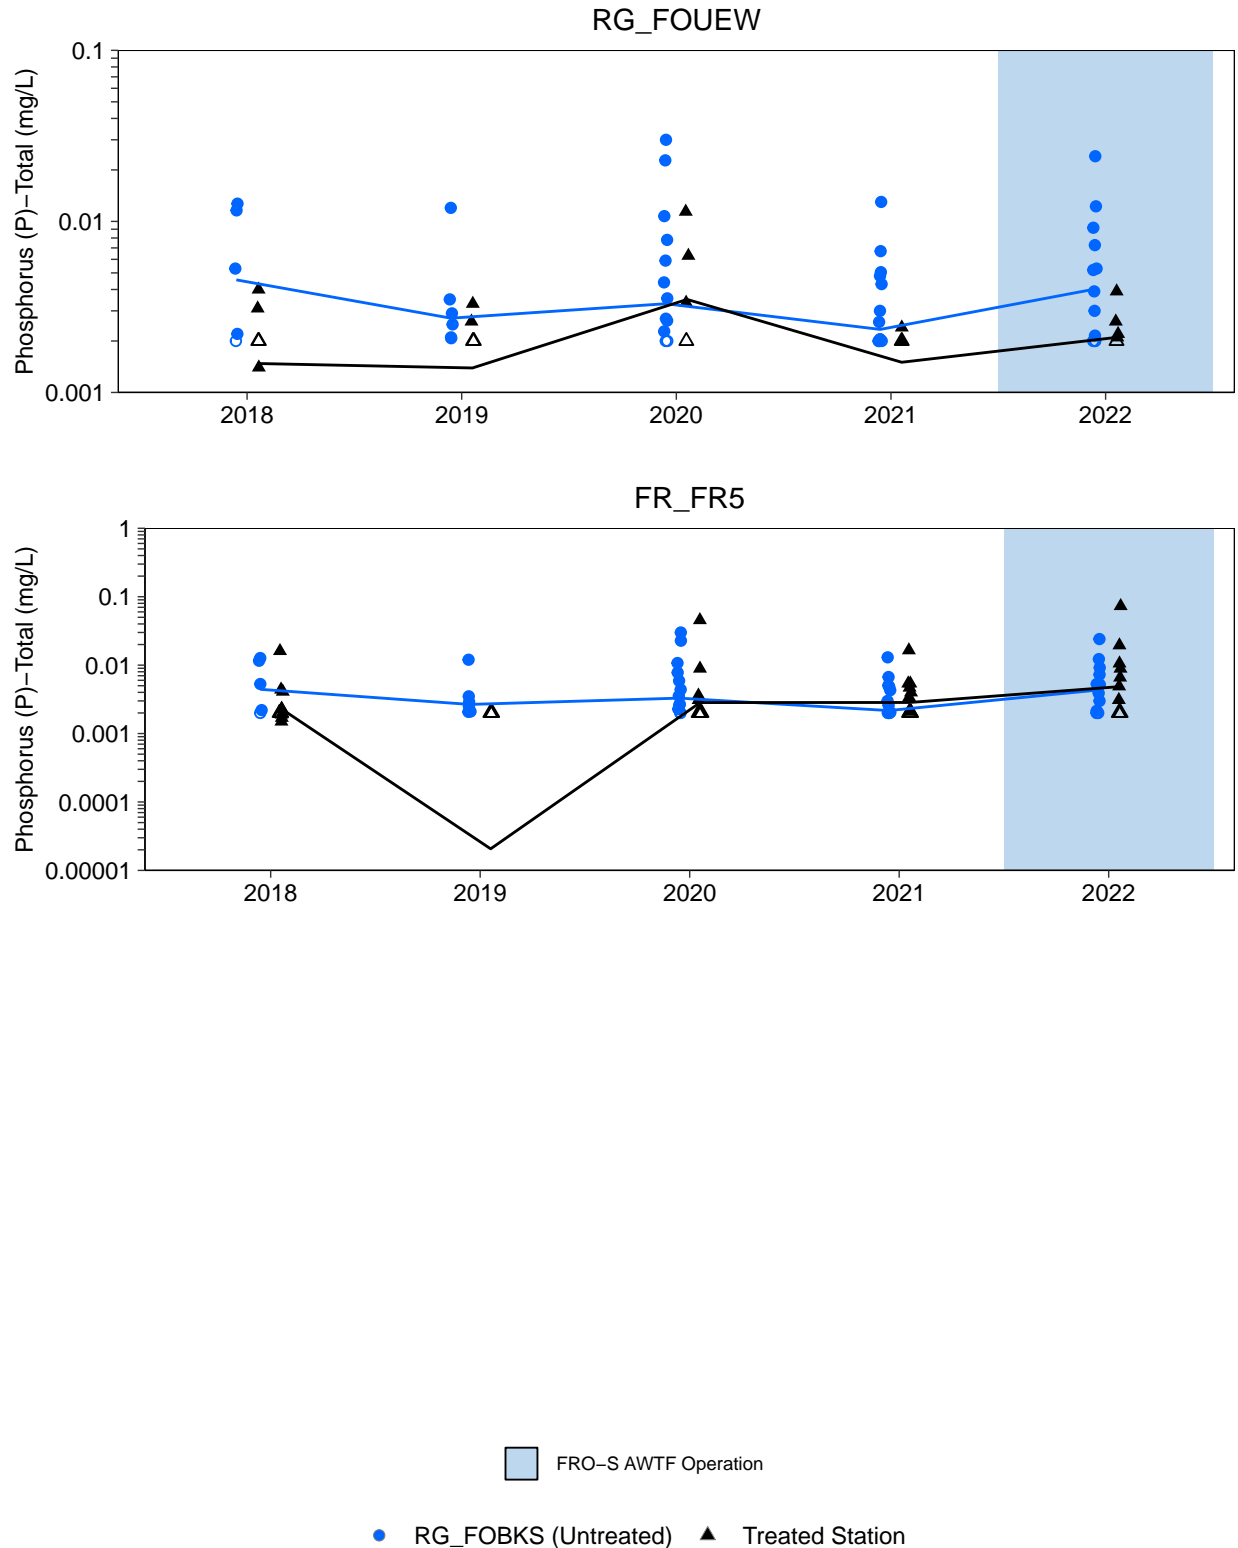 RG_FOUEW
Phosphorus (P)−Total (mg/L)
0.1
0.01
0.001
2018 2019 2020 2021 2022
FR_FR5
Phosphorus (P)−Total (mg/L)
1
0.1
0.01
0.001
0.0001
0.00001
2018 2019 2020 2021 2022
FRO−S AWTF Operation
RG_FOBKS (Untreated) Treated Station